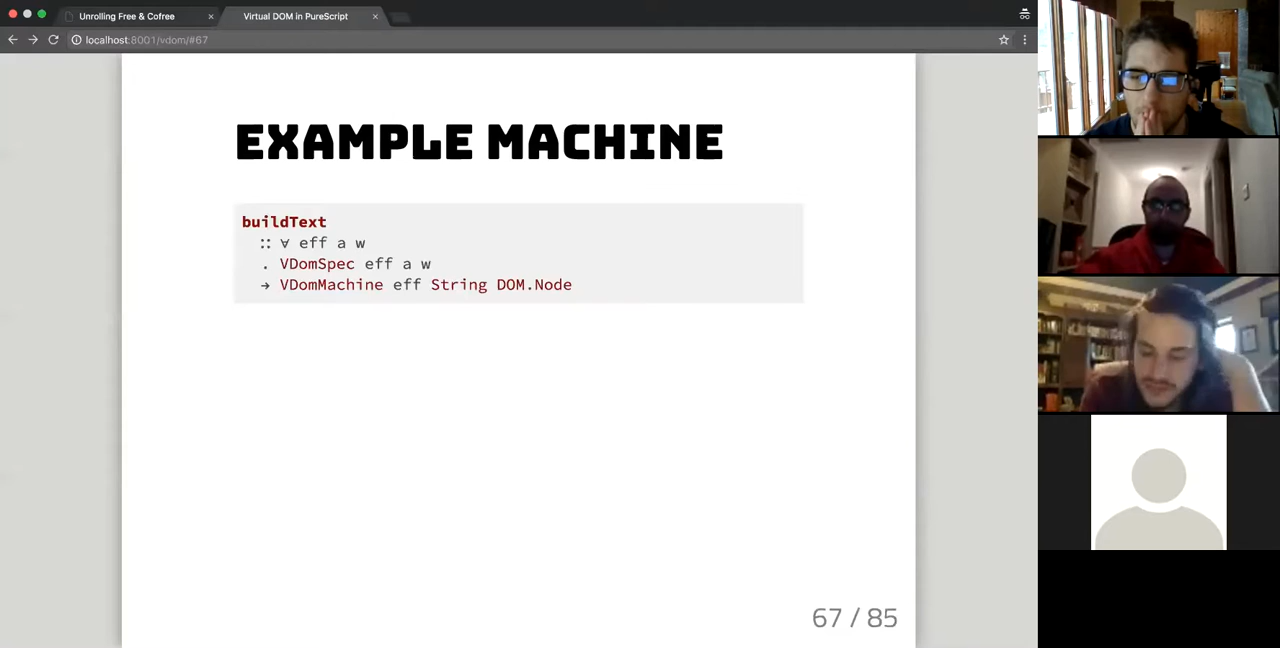 Unrolling Free & Cofree
Virtual DOM in PureScript
localhost:8001/vdom/#67
EXAMPLE MACHINE
buildText
:: ∀ eff a w
. VDomSpec eff a w
→ VDomMachine eff String DOM.Node
67 / 85